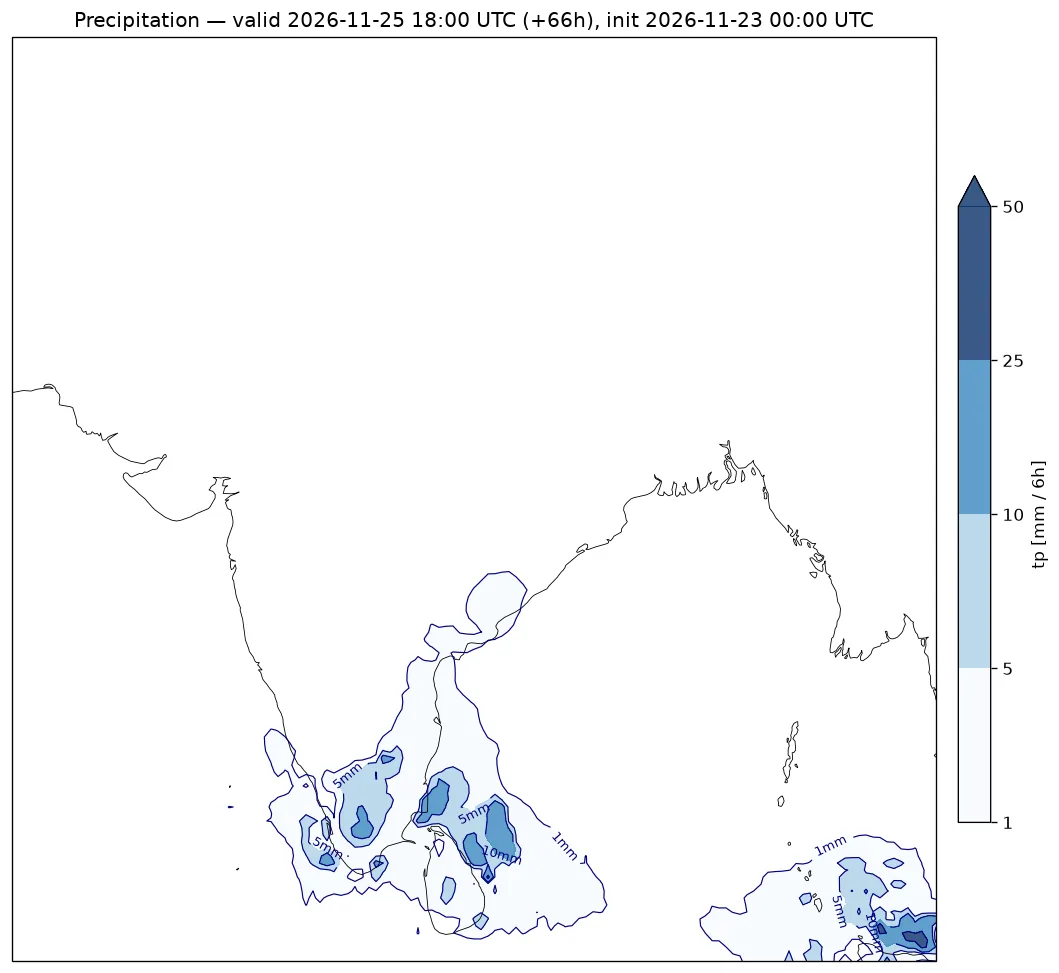 Precipitation — valid 2026-11-25 18:00 UTC (+66h), init 2026-11-23 00:00 UTC
50
25
10
5
1
tp [mm / 6h]
5mm
5mm
5mm
10mm
1mm
1mm
5mm
10mm